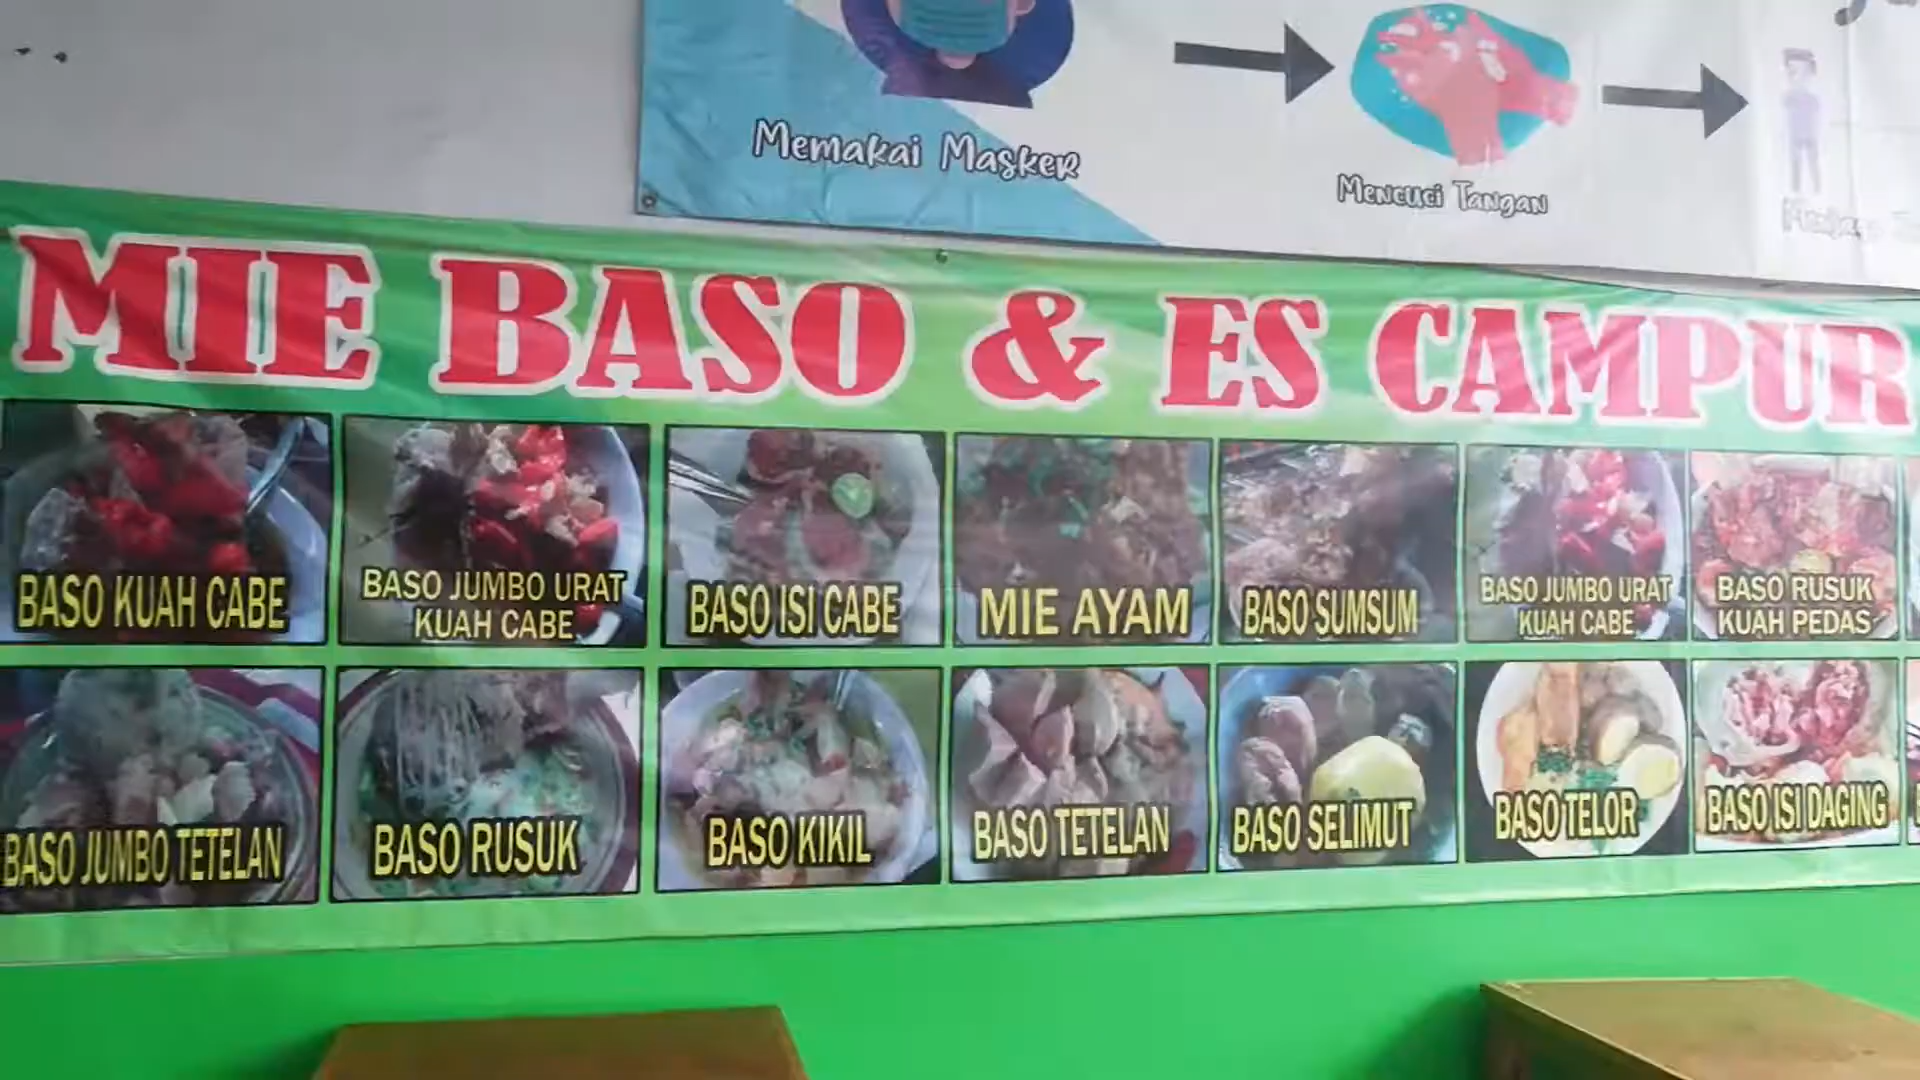 Memakai Masker
Mencuci Tangan
MIE BASO & ES CAMPUR
BASO KUAH CABE
BASO JUMBO URAT
KUAH CABE
BASO ISI CABE
MIE AYAM
BASO SUMSUM
BASO JUMBO URAT
KUAH CABE
BASO RUSUK
KUAH PEDAS
BASO JUMBO TETELAN
BASO RUSUK
BASO KIKIL
BASO TETELAN
BASO SELIMUT
BASO TELOR
BASO ISI DAGING